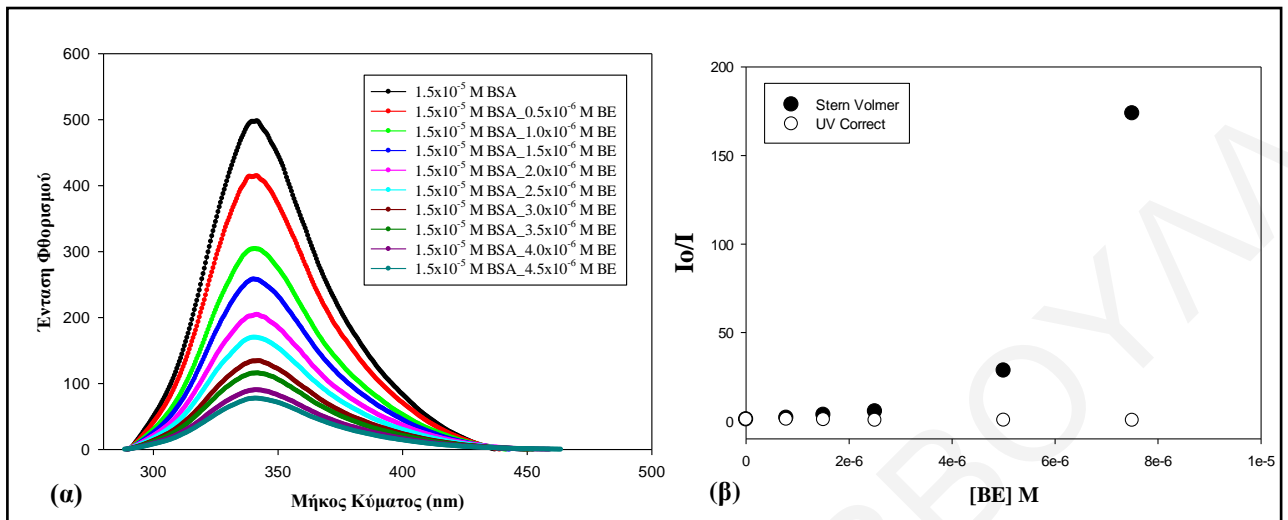 600
500
400
300
200
100
0
Ένταση Φθορισμού
1.5x10⁻⁵ M BSA
1.5x10⁻⁵ M BSA_0.5x10⁻⁶ M BE
1.5x10⁻⁵ M BSA_1.0x10⁻⁶ M BE
1.5x10⁻⁵ M BSA_1.5x10⁻⁶ M BE
1.5x10⁻⁵ M BSA_2.0x10⁻⁶ M BE
1.5x10⁻⁵ M BSA_2.5x10⁻⁶ M BE
1.5x10⁻⁵ M BSA_3.0x10⁻⁶ M BE
1.5x10⁻⁵ M BSA_3.5x10⁻⁶ M BE
1.5x10⁻⁵ M BSA_4.0x10⁻⁶ M BE
1.5x10⁻⁵ M BSA_4.5x10⁻⁶ M BE
300 350 400 450 500
Μήκος Κύματος (nm)
(α)
200
150
100
50
0
Io/I
Stern Volmer
UV Correct
0 2e-6 4e-6 6e-6 8e-6 1e-5
[BE] M
(β)